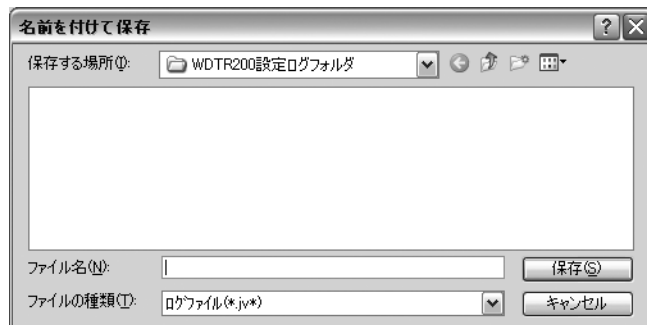 名前を付けて保存
保存する場所(I): WDTR200設定ログフォルダ
ファイル名(N): 保存(S)
ファイルの種類(T): ログファイル(*.jv*) キャンセル